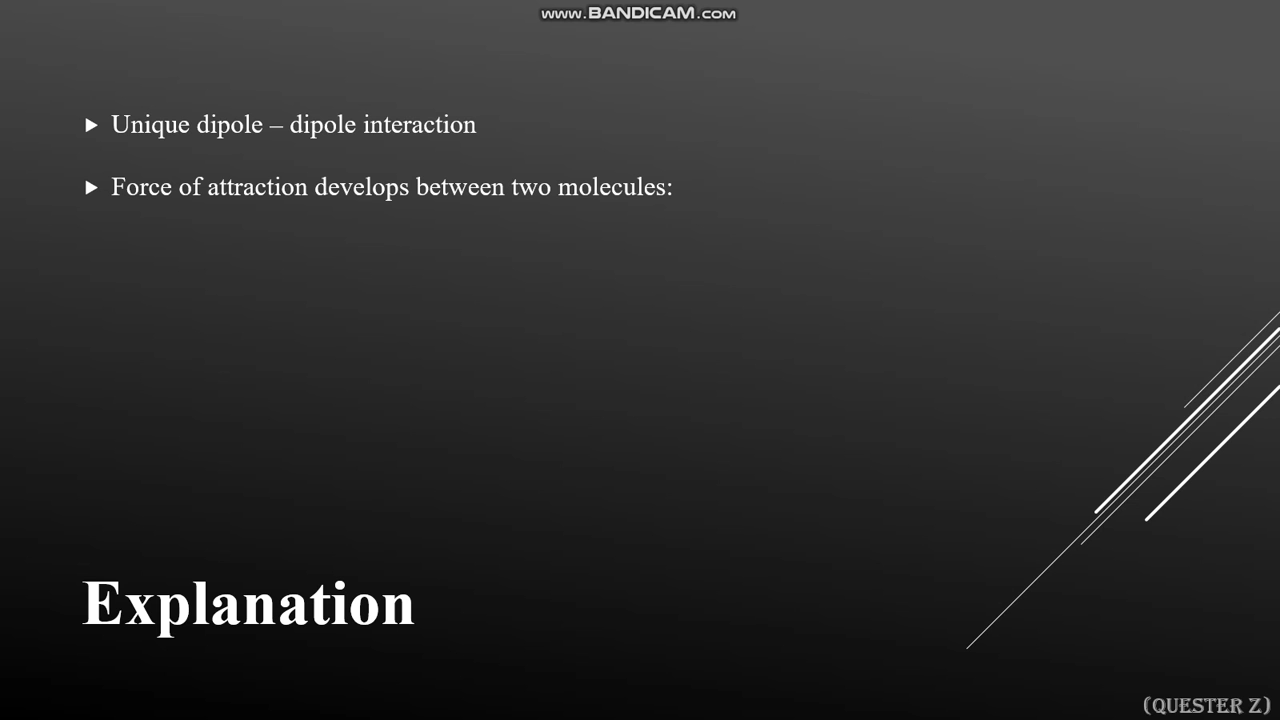 www.BANDICAM.com
Unique dipole – dipole interaction
Force of attraction develops between two molecules:
Explanation
(QUESTER Z)